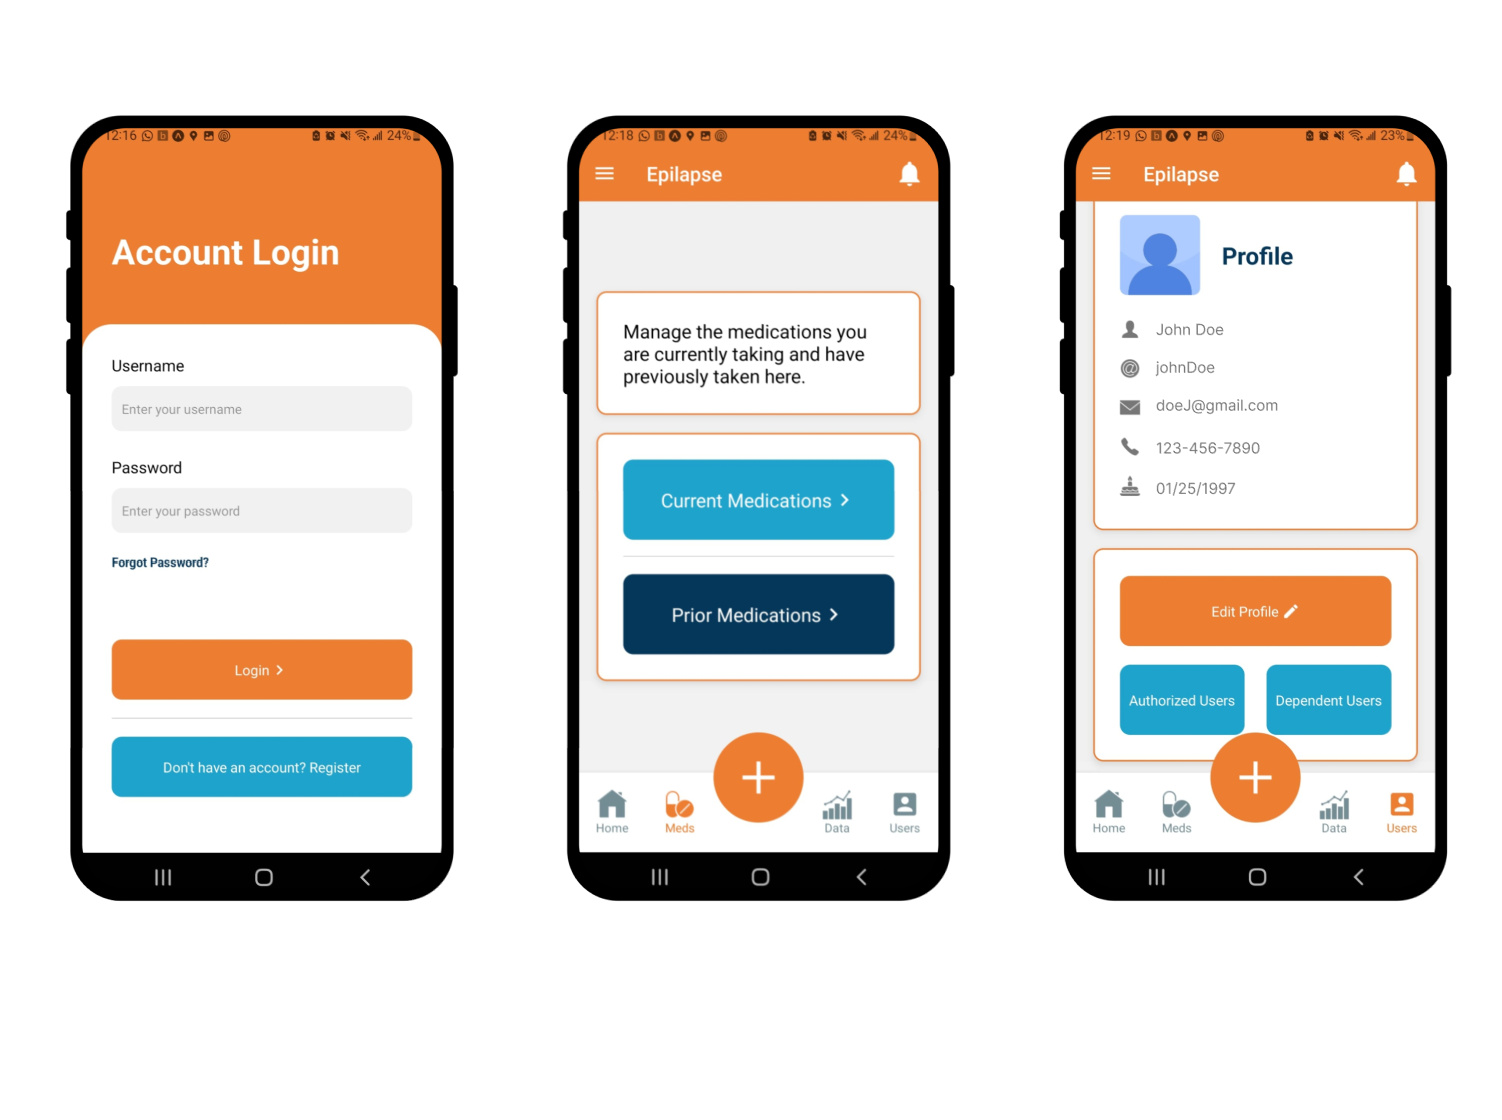 12:16
24%
Account Login
Username
Enter your username
Password
Enter your password
Forgot Password?
Login
Don't have an account? Register
12:18
24%
Epilapse
Manage the medications you
are currently taking and have
previously taken here.
Current Medications
Prior Medications
Home
Meds
Data
Users
12:19
23%
Epilapse
Profile
John Doe
johnDoe
doeJ@gmail.com
123-456-7890
01/25/1997
Edit Profile
Authorized Users
Dependent Users
Home
Meds
Data
Users